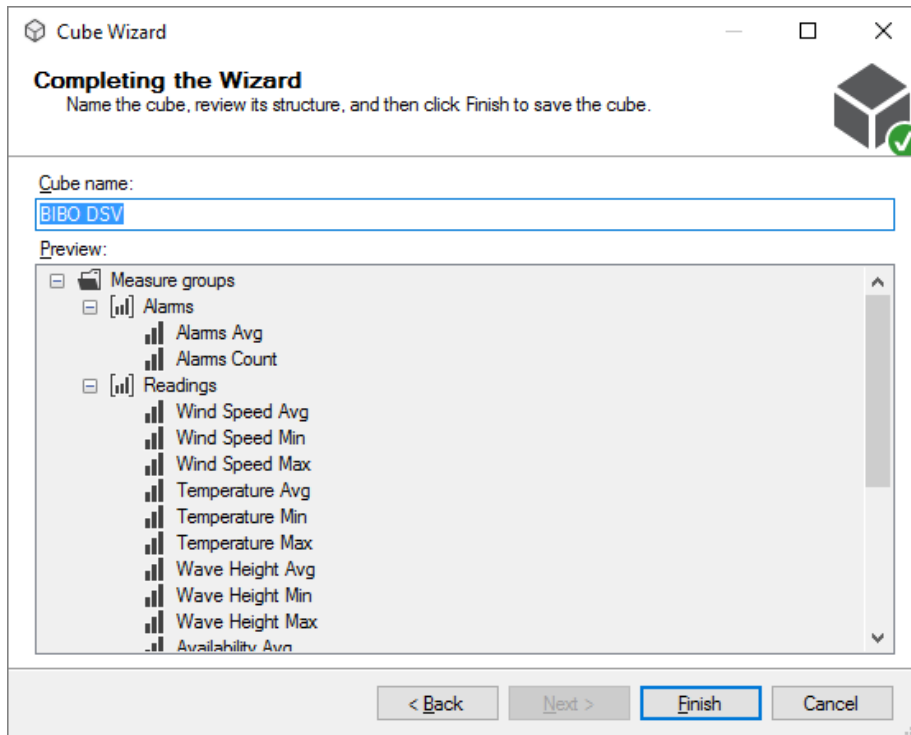 Cube Wizard
Completing the Wizard
Name the cube, review its structure, and then click Finish to save the cube.
Cube name:
BIBO DSV
Preview:
Measure groups
Alarms
Alarms Avg
Alarms Count
Readings
Wind Speed Avg
Wind Speed Min
Wind Speed Max
Temperature Avg
Temperature Min
Temperature Max
Wave Height Avg
Wave Height Min
Wave Height Max
Availability Avg
< Back Next > Finish Cancel